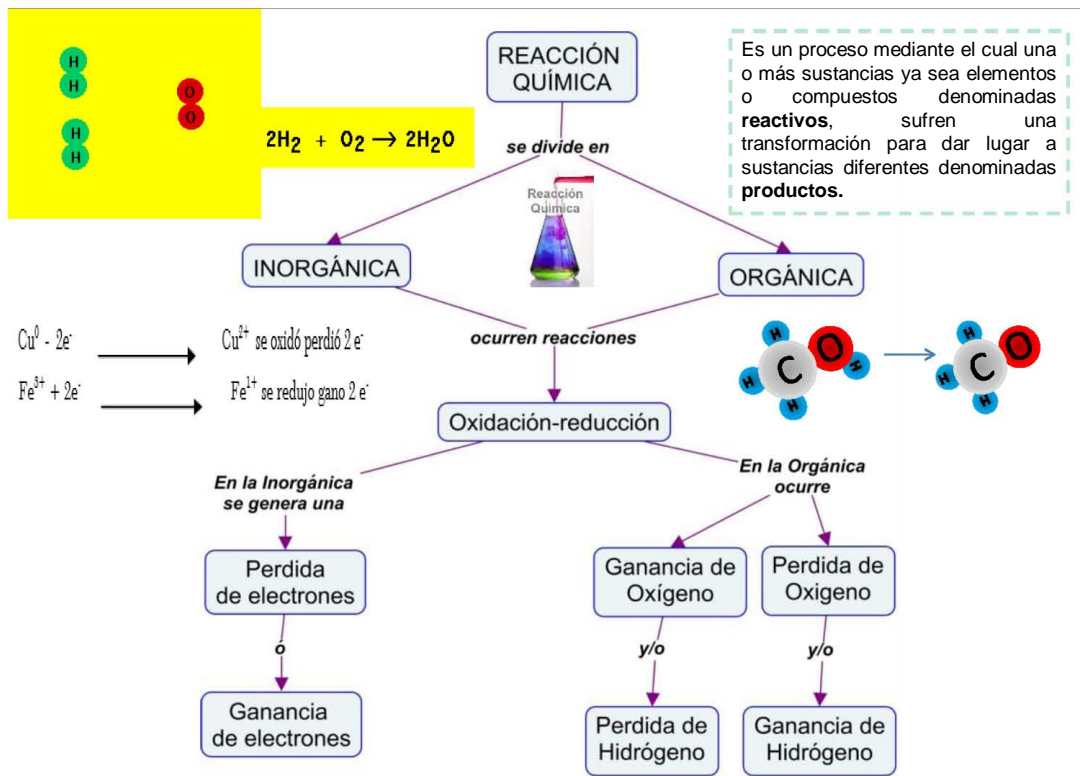 H
H
O
O
H
H
2H₂ + O₂ → 2H₂O
REACCIÓN
QUÍMICA
Es un proceso mediante el cual una
o más sustancias ya sea elementos
o compuestos denominadas
reactivos, sufren una
transformación para dar lugar a
sustancias diferentes denominadas
productos.
se divide en
Reacción
Química
INORGÁNICA
ORGÁNICA
ocurren reacciones
Cu⁰ - 2e⁻
Cu²⁺ se oxidó perdió 2 e⁻
Fe³⁺ + 2e⁻
Fe¹⁺ se redujo gano 2 e⁻
H
H
C
O
H
H
H
H
C
O
H
Oxidación-reducción
En la Inorgánica
se genera una
En la Orgánica
ocurre
Perdida
de electrones
Ganancia de
Oxígeno
Perdida de
Oxigeno
ó
y/o
y/o
Ganancia
de electrones
Perdida de
Hidrógeno
Ganancia de
Hidrógeno